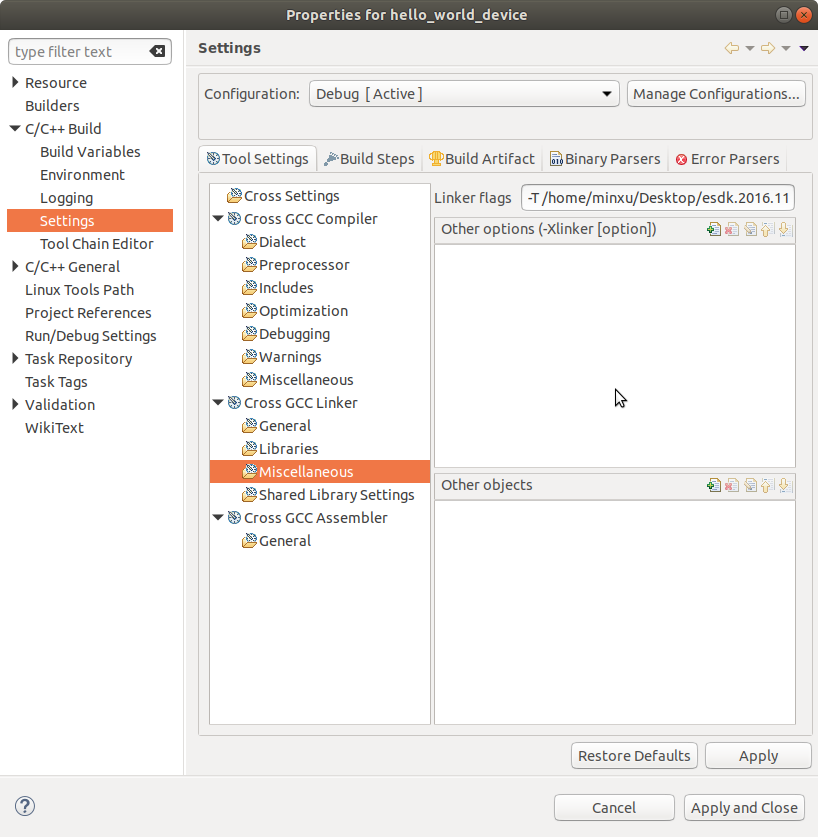 Properties for hello_world_device
type filter text
Resource
Builders
C/C++ Build
Build Variables
Environment
Logging
Settings
Tool Chain Editor
C/C++ General
Linux Tools Path
Project References
Run/Debug Settings
Task Repository
Task Tags
Validation
WikiText
Settings
Configuration: Debug [ Active ] Manage Configurations...
Tool Settings Build Steps Build Artifact Binary Parsers Error Parsers
Cross Settings
Cross GCC Compiler
Dialect
Preprocessor
Includes
Optimization
Debugging
Warnings
Miscellaneous
Cross GCC Linker
General
Libraries
Miscellaneous
Shared Library Settings
Cross GCC Assembler
General
Linker flags -T /home/minxu/Desktop/esdk.2016.11
Other options (-Xlinker [option])
Other objects
Restore Defaults Apply
? Cancel Apply and Close